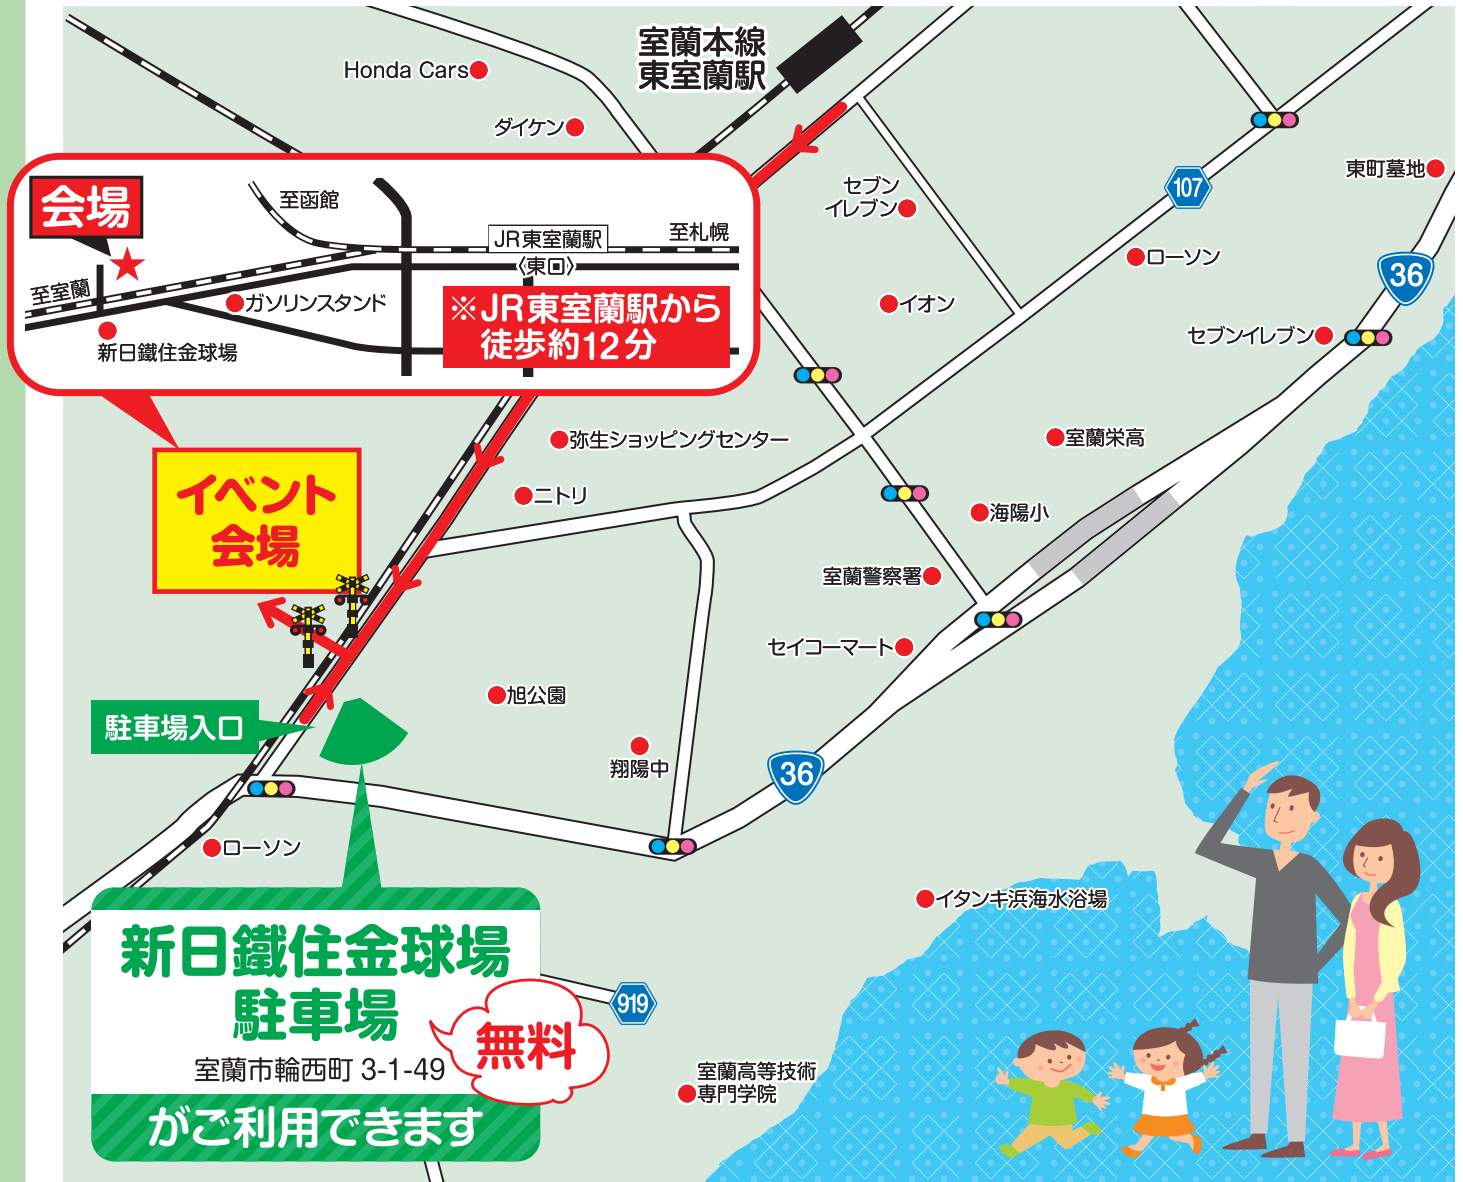 室蘭本線
東室蘭駅
Honda Cars
ダイケン
セブン
イレブン
107
東町墓地
ローソン
36
イオン
セブンイレブン
会場
至函館
JR東室蘭駅
〈東口〉
至札幌
至室蘭
ガソリンスタンド
新日鐵住金球場
※JR東室蘭駅から
徒歩約12分
弥生ショッピングセンター
室蘭栄高
イベント
会場
ニトリ
海陽小
室蘭警察署
セイコーマート
旭公園
駐車場入口
翔陽中
36
ローソン
イタンキ浜海水浴場
新日鐵住金球場
駐車場
室蘭市輪西町 3-1-49
無料
がご利用できます
919
室蘭高等技術
専門学院